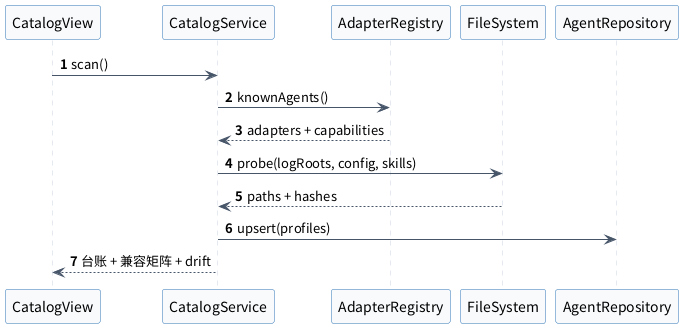 CatalogView CatalogService AdapterRegistry FileSystem AgentRepository
1 scan()
2 knownAgents()
3 adapters + capabilities
4 probe(logRoots, config, skills)
5 paths + hashes
6 upsert(profiles)
7 台账 + 兼容矩阵 + drift
CatalogView CatalogService AdapterRegistry FileSystem AgentRepository